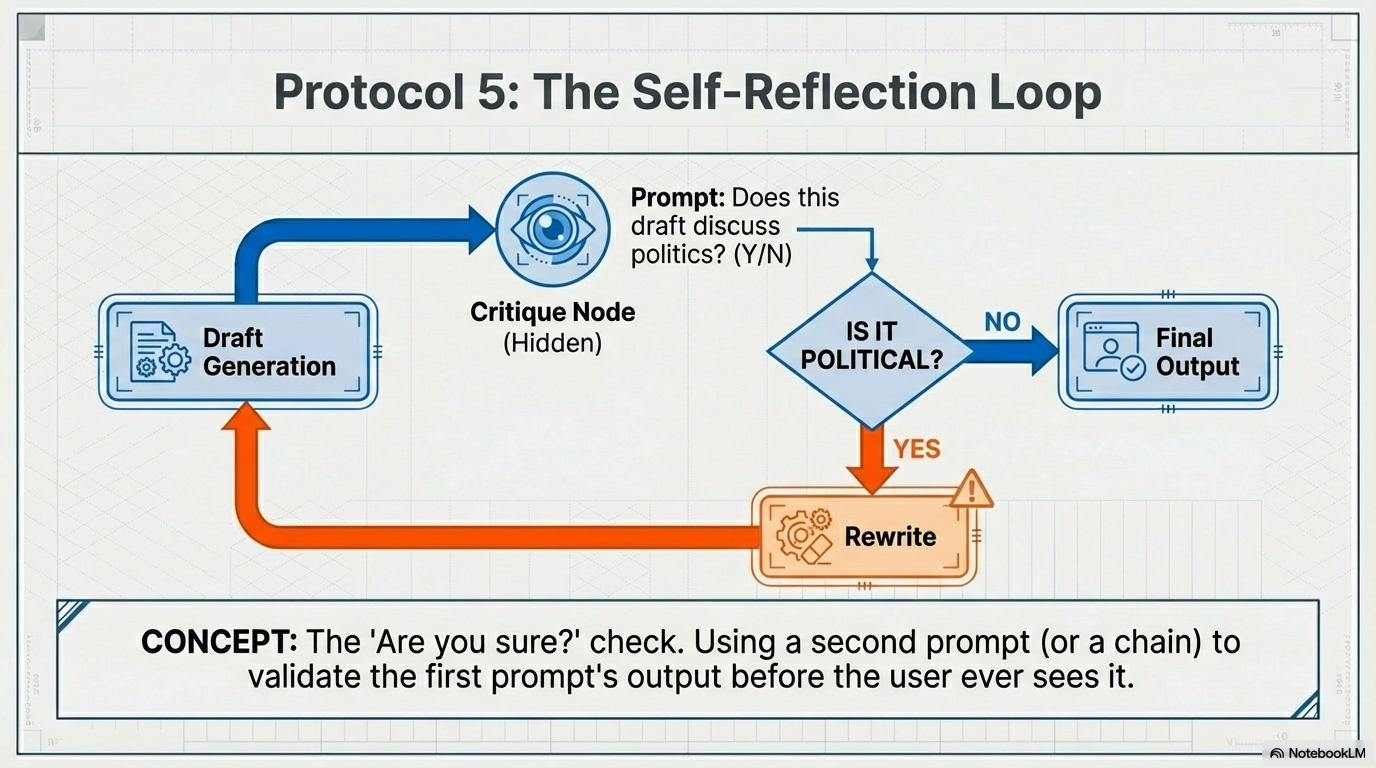 Protocol 5: The Self-Reflection Loop
Prompt: Does this
draft discuss
politics? (Y/N)
Critique Node
(Hidden)
Draft
Generation
IS IT
POLITICAL?
NO
Final
Output
YES
Rewrite
CONCEPT: The 'Are you sure?' check. Using a second prompt (or a chain) to
validate the first prompt's output before the user ever sees it.
NotebookLM